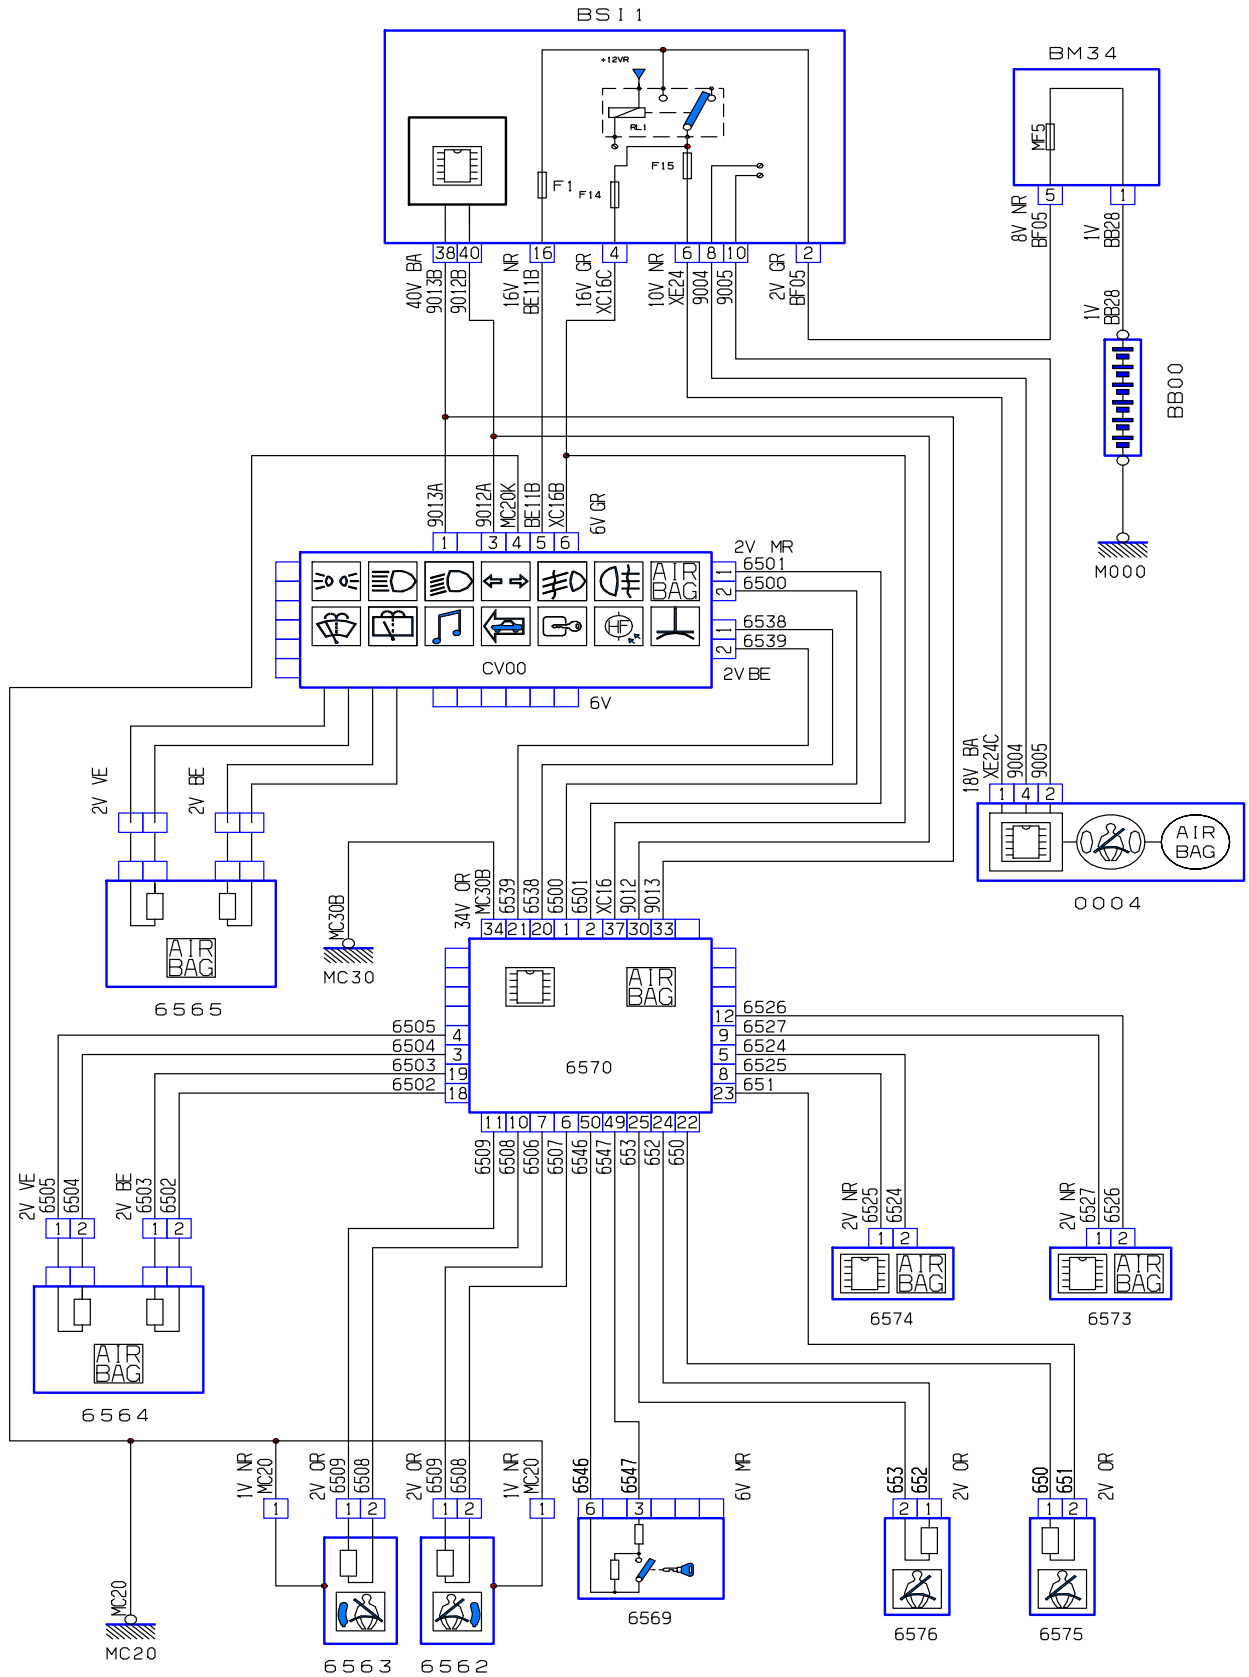 BSI1
BM34
+12VR
RL1
F1
F14
F15
MF5
38 40 16 4 6 8 10 2
5 1
40V BA
9013B
9012B
16V NR
BE11B
16V GR
XC16C
10V NR
XE24
9004
9005
2V GR
BF05
8V NR
BF05
1V
BB28
1V
BB28
BB00
M000
9013A
9012A
MC20K
BE11B
XC16B
6V GR
1 3 4 5 6
2V MR
1 6501
2 6500
1 6538
2 6539
2V BE
AIR
BAG
HF
CV00
6V
2V VE
2V BE
AIR
BAG
6565
18V BA
XE24C
9004
9005
1 4 2
AIR
BAG
0004
MC30B
MC30
34V OR
MC30B
6539
6538
6500
6501
XC16
9012
9013
34 21 20 1 2 37 30 33
AIR
BAG
6570
6505 4
6504 3
6503 19
6502 18
12 6526
9 6527
5 6524
8 6525
23 651
11 10 7 6 50 49 25 24 22
6509
6508
6506
6507
6546
6547
653
652
650
2V VE
6505
6504
2V BE
6503
6502
1 2 1 2
AIR
BAG
6564
2V NR
6525
6524
1 2
AIR
BAG
6574
2V NR
6527
6526
1 2
AIR
BAG
6573
1V NR
MC20
2V OR
6509
6508
2V OR
6509
6508
1V NR
MC20
1 1 2 1 2 1
6546
6547
6V MR
6 3
653
652
2V OR
2 1
650
651
2V OR
1 2
MC20
MC20
6563
6562
6569
6576
6575